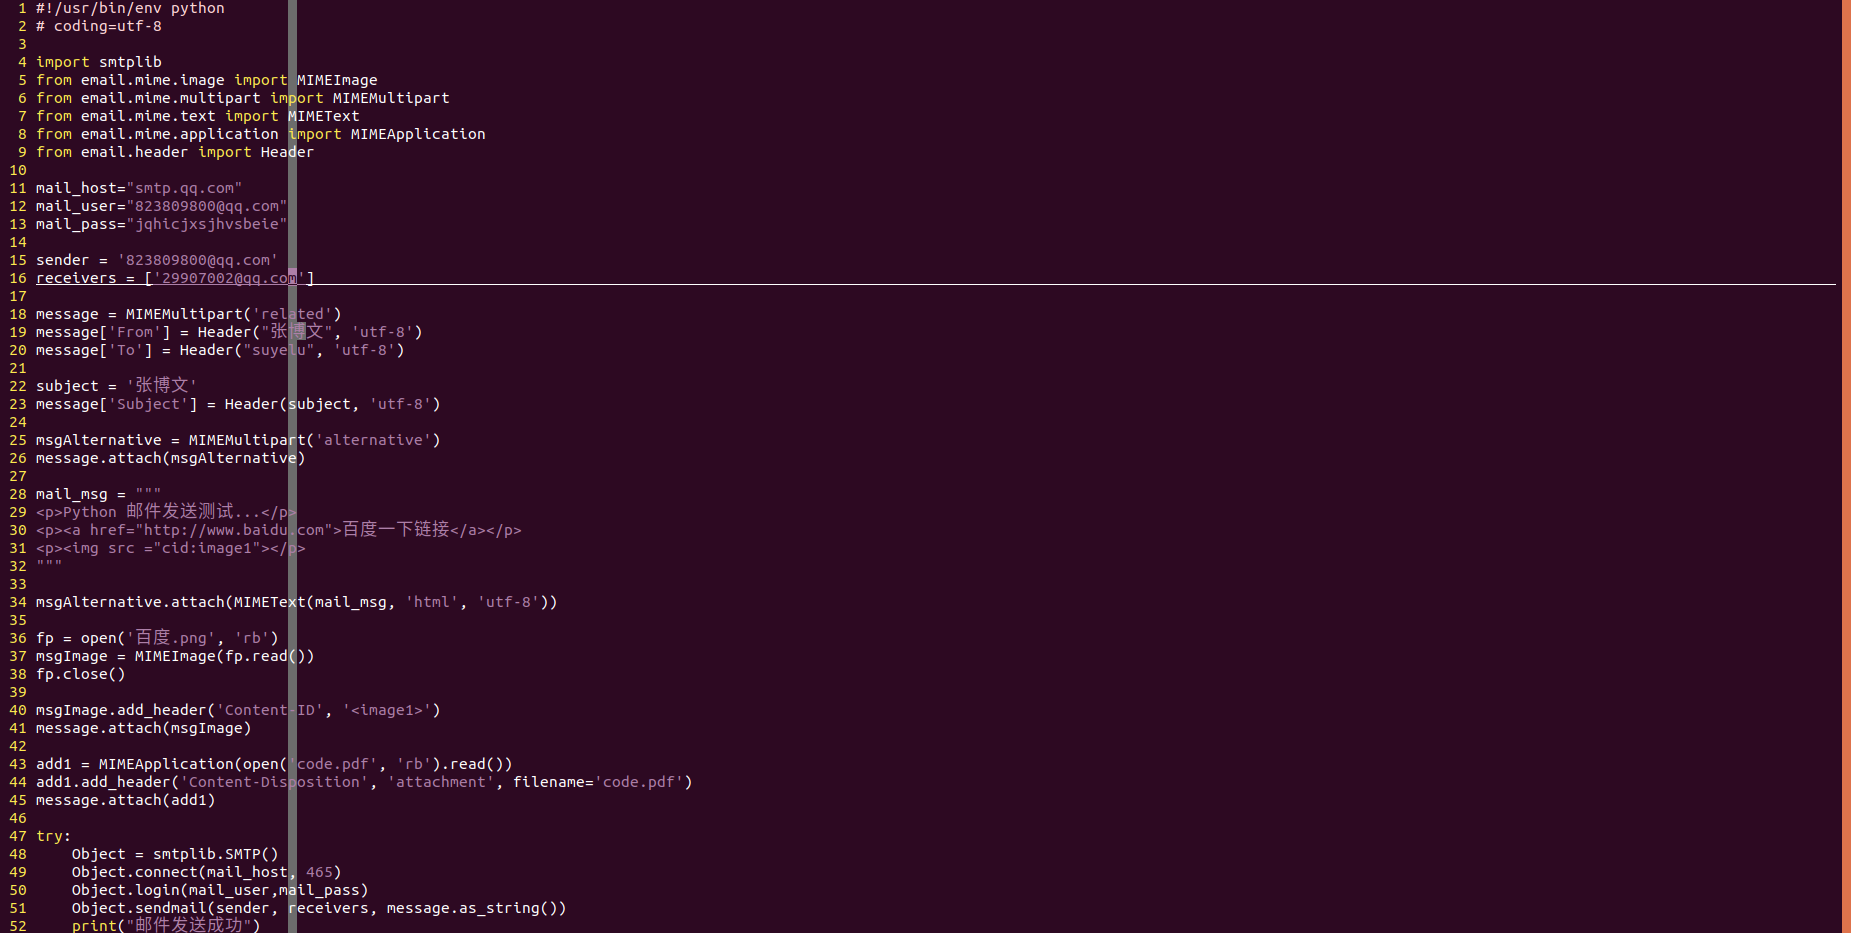 1 #!/usr/bin/env python
2 # coding=utf-8
3
4 import smtplib
5 from email.mime.image import MIMEImage
6 from email.mime.multipart import MIMEMultipart
7 from email.mime.text import MIMEText
8 from email.mime.application import MIMEApplication
9 from email.header import Header
10
11 mail_host="smtp.qq.com"
12 mail_user="823809800@qq.com"
13 mail_pass="jqhicjxsjhvsbeie"
14
15 sender = '823809800@qq.com'
16 receivers = ['29907002@qq.com']
17
18 message = MIMEMultipart('related')
19 message['From'] = Header("张博文", 'utf-8')
20 message['To'] = Header("suyelu", 'utf-8')
21
22 subject = '张博文'
23 message['Subject'] = Header(subject, 'utf-8')
24
25 msgAlternative = MIMEMultipart('alternative')
26 message.attach(msgAlternative)
27
28 mail_msg = """
29 <p>Python 邮件发送测试...</p>
30 <p><a href="http://www.baidu.com">百度一下链接</a></p>
31 <p><img src ="cid:image1"></p>
32 """
33
34 msgAlternative.attach(MIMEText(mail_msg, 'html', 'utf-8'))
35
36 fp = open('百度.png', 'rb')
37 msgImage = MIMEImage(fp.read())
38 fp.close()
39
40 msgImage.add_header('Content-ID', '<image1>')
41 message.attach(msgImage)
42
43 add1 = MIMEApplication(open('code.pdf', 'rb').read())
44 add1.add_header('Content-Disposition', 'attachment', filename='code.pdf')
45 message.attach(add1)
46
47 try:
48     Object = smtplib.SMTP()
49     Object.connect(mail_host, 465)
50     Object.login(mail_user,mail_pass)
51     Object.sendmail(sender, receivers, message.as_string())
52     print("邮件发送成功")